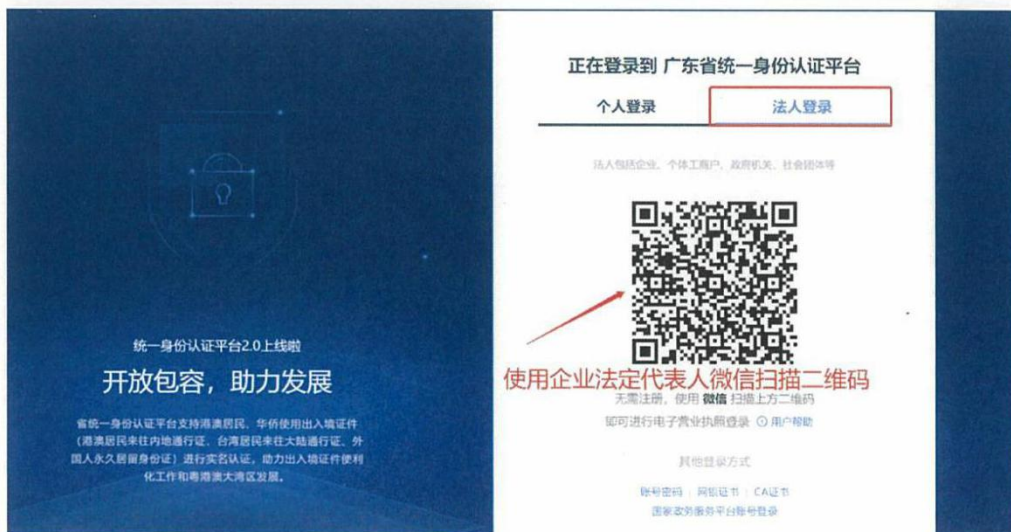 统一身份认证平台2.0上线啦
开放包容，助力发展
省统一身份认证平台支持港澳居民、华侨使用出入境证件
（港澳居民来往内地通行证、台湾居民来往大陆通行证、外
国人永久居留身份证）进行实名认证，助力出入境证件便利
化工作和粤港澳大湾区发展。
正在登录到 广东省统一身份认证平台
个人登录 法人登录
法人包括企业、个体工商户、政府机关、社会团体等
使用企业法定代表人微信扫描二维码
无需注册，使用 微信 扫描上方二维码
即可进行电子营业执照登录 用户帮助
其他登录方式
账号密码 | 网银证书 | CA证书
国家政务服务平台账号登录